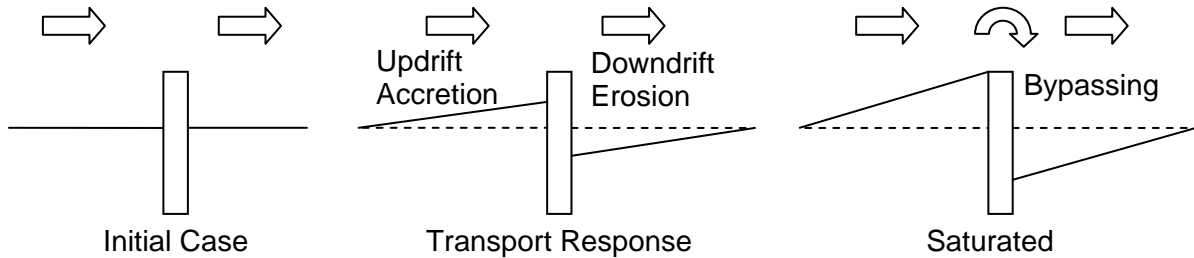 Updrift
Accretion
Downdrift
Erosion
Bypassing
Initial Case
Transport Response
Saturated